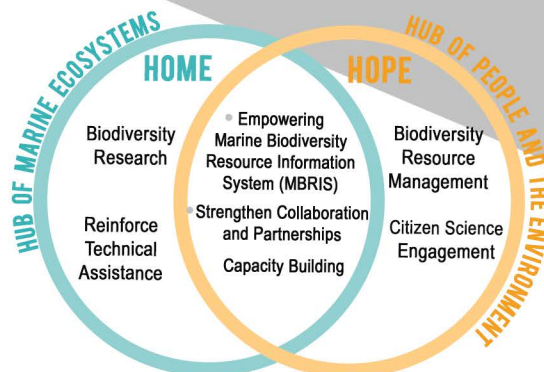 HUB OF MARINE ECOSYSTEMS
HOME
Biodiversity
Research
Reinforce
Technical
Assistance
Empowering
Marine Biodiversity
Resource Information
System (MBRIS)
Strengthen Collaboration
and Partnerships
Capacity Building
HOPE
HUB OF PEOPLE AND THE ENVIRONMENT
Biodiversity
Resource
Management
Citizen Science
Engagement